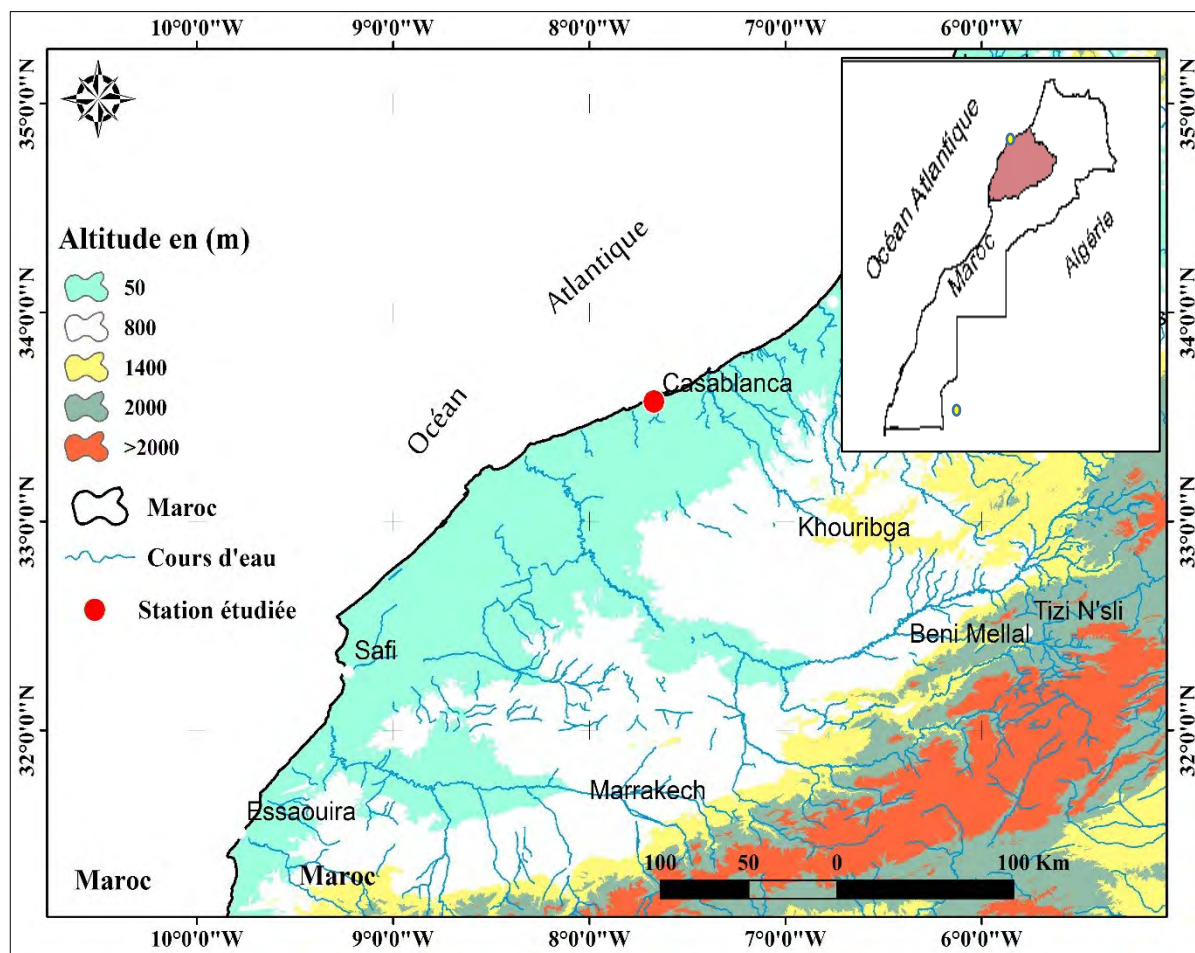 10°0'0"W 9°0'0"W 8°0'0"W 7°0'0"W 6°0'0"W
35°0'0"N
34°0'0"N
33°0'0"N
32°0'0"N
35°0'0"N
34°0'0"N
33°0'0"N
32°0'0"N
Océan Atlantique
Maroc
Algérie
Altitude en (m)
50
800
1400
2000
>2000
Maroc
Cours d'eau
Station étudiée
Océan
Atlantique
Casablanca
Khouribga
Beni Mellal
Tizi N'sli
Safi
Marrakech
Essaouira
Maroc
Maroc
100 50 0 100 Km
10°0'0"W 9°0'0"W 8°0'0"W 7°0'0"W 6°0'0"W